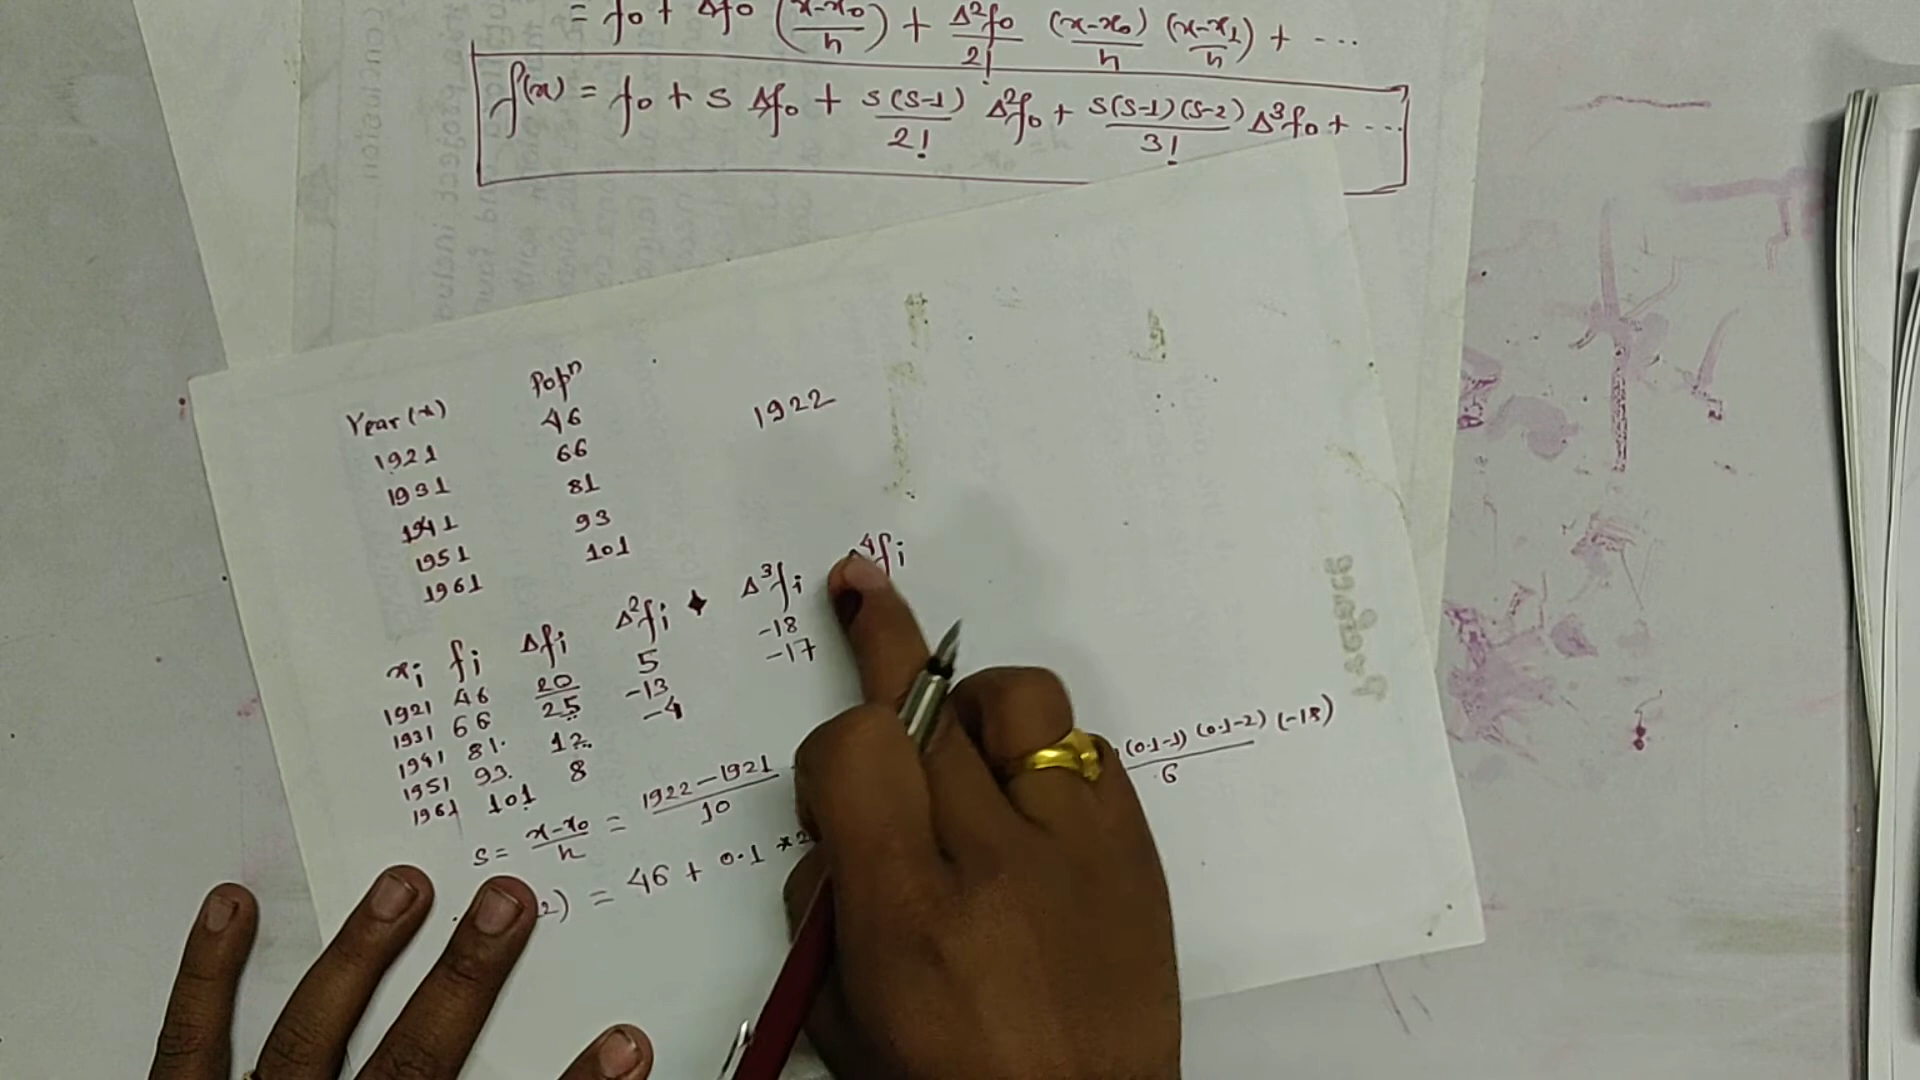 = f₀ + Δf₀ (x-x₀/h) + Δ²f₀/2! (x-x₀)/h (x-x₁/h) + ...
f(x) = f₀ + s Δf₀ + s(s-1)/2! Δ²f₀ + s(s-1)(s-2)/3! Δ³f₀ + ...
Year (x) Popⁿ
1921 46 1922
1931 66
1941 81
1951 93
1961 101
xᵢ fᵢ Δfᵢ Δ²fᵢ Δ³fᵢ ⁴fᵢ
1921 46 20 5 -18
1931 66 25 -13 -17
1941 81. 12 -4
1951 93. 8
1961 101
s = x-x₀/h = 1922-1921/10
2) = 46 + 0.1 * 2 (0.1-1) (0.1-2) (-18)/6